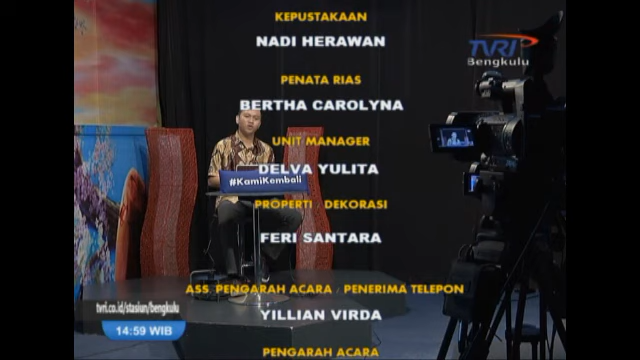 KEPUSTAKAAN
NADI HERAWAN
TVRI
Bengkulu
PENATA RIAS
BERTHA CAROLYNA
UNIT MANAGER
DELVA YULITA
#KamiKembali
PROPERTI / DEKORASI
FERI SANTARA
ASS. PENGARAH ACARA / PENERIMA TELEPON
YILLIAN VIRDA
tvri.co.id/stasiun/bengkulu
14:59 WIB
PENGARAH ACARA